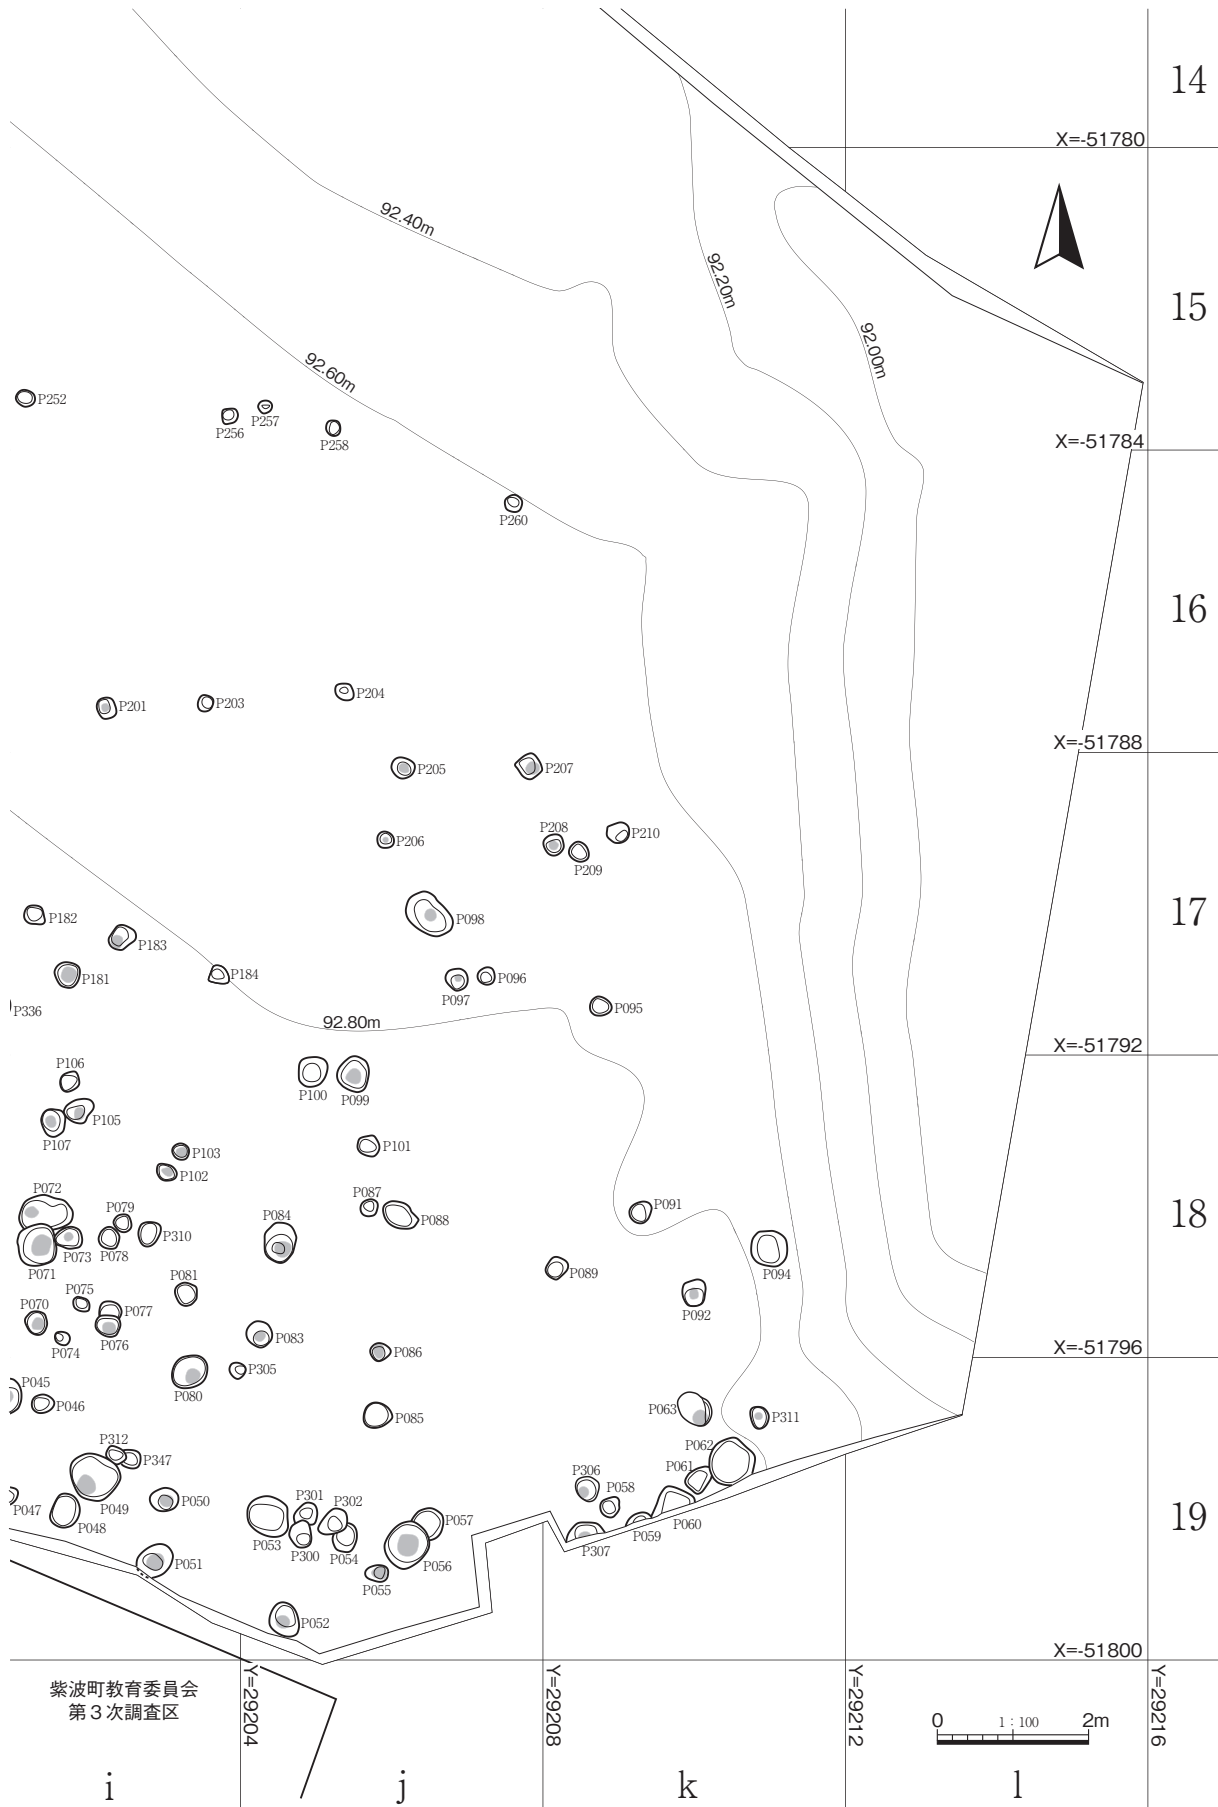 14
X=-51780
92.40m
92.20m
15
92.00m
92.60m
P252
P257
P256
P258
X=-51784
P260
16
P204
P201
P203
X=-51788
P205
P207
P206
P208
P210
P209
P182
P098
17
P183
P181
P184
P097
P096
P336
P095
92.80m
X=-51792
P106
P100
P099
P105
P107
P101
P103
P102
P072
P079
P084
P087
P088
P091
18
P073
P078
P310
P071
P094
P089
P075
P081
P070
P077
P092
P074
P076
P083
P086
X=-51796
P045
P046
P080
P305
P063
P311
P085
P312
P347
P062
P061
P306
P058
P047
P048
P049
P050
P301
P302
P057
19
P053
P300
P054
P056
P307
P059
P060
P051
P055
P052
X=-51800
紫波町教育委員会
第３次調査区
Y=29204
Y=29208
Y=29212
Y=29216
0 1：100 2m
i j k l